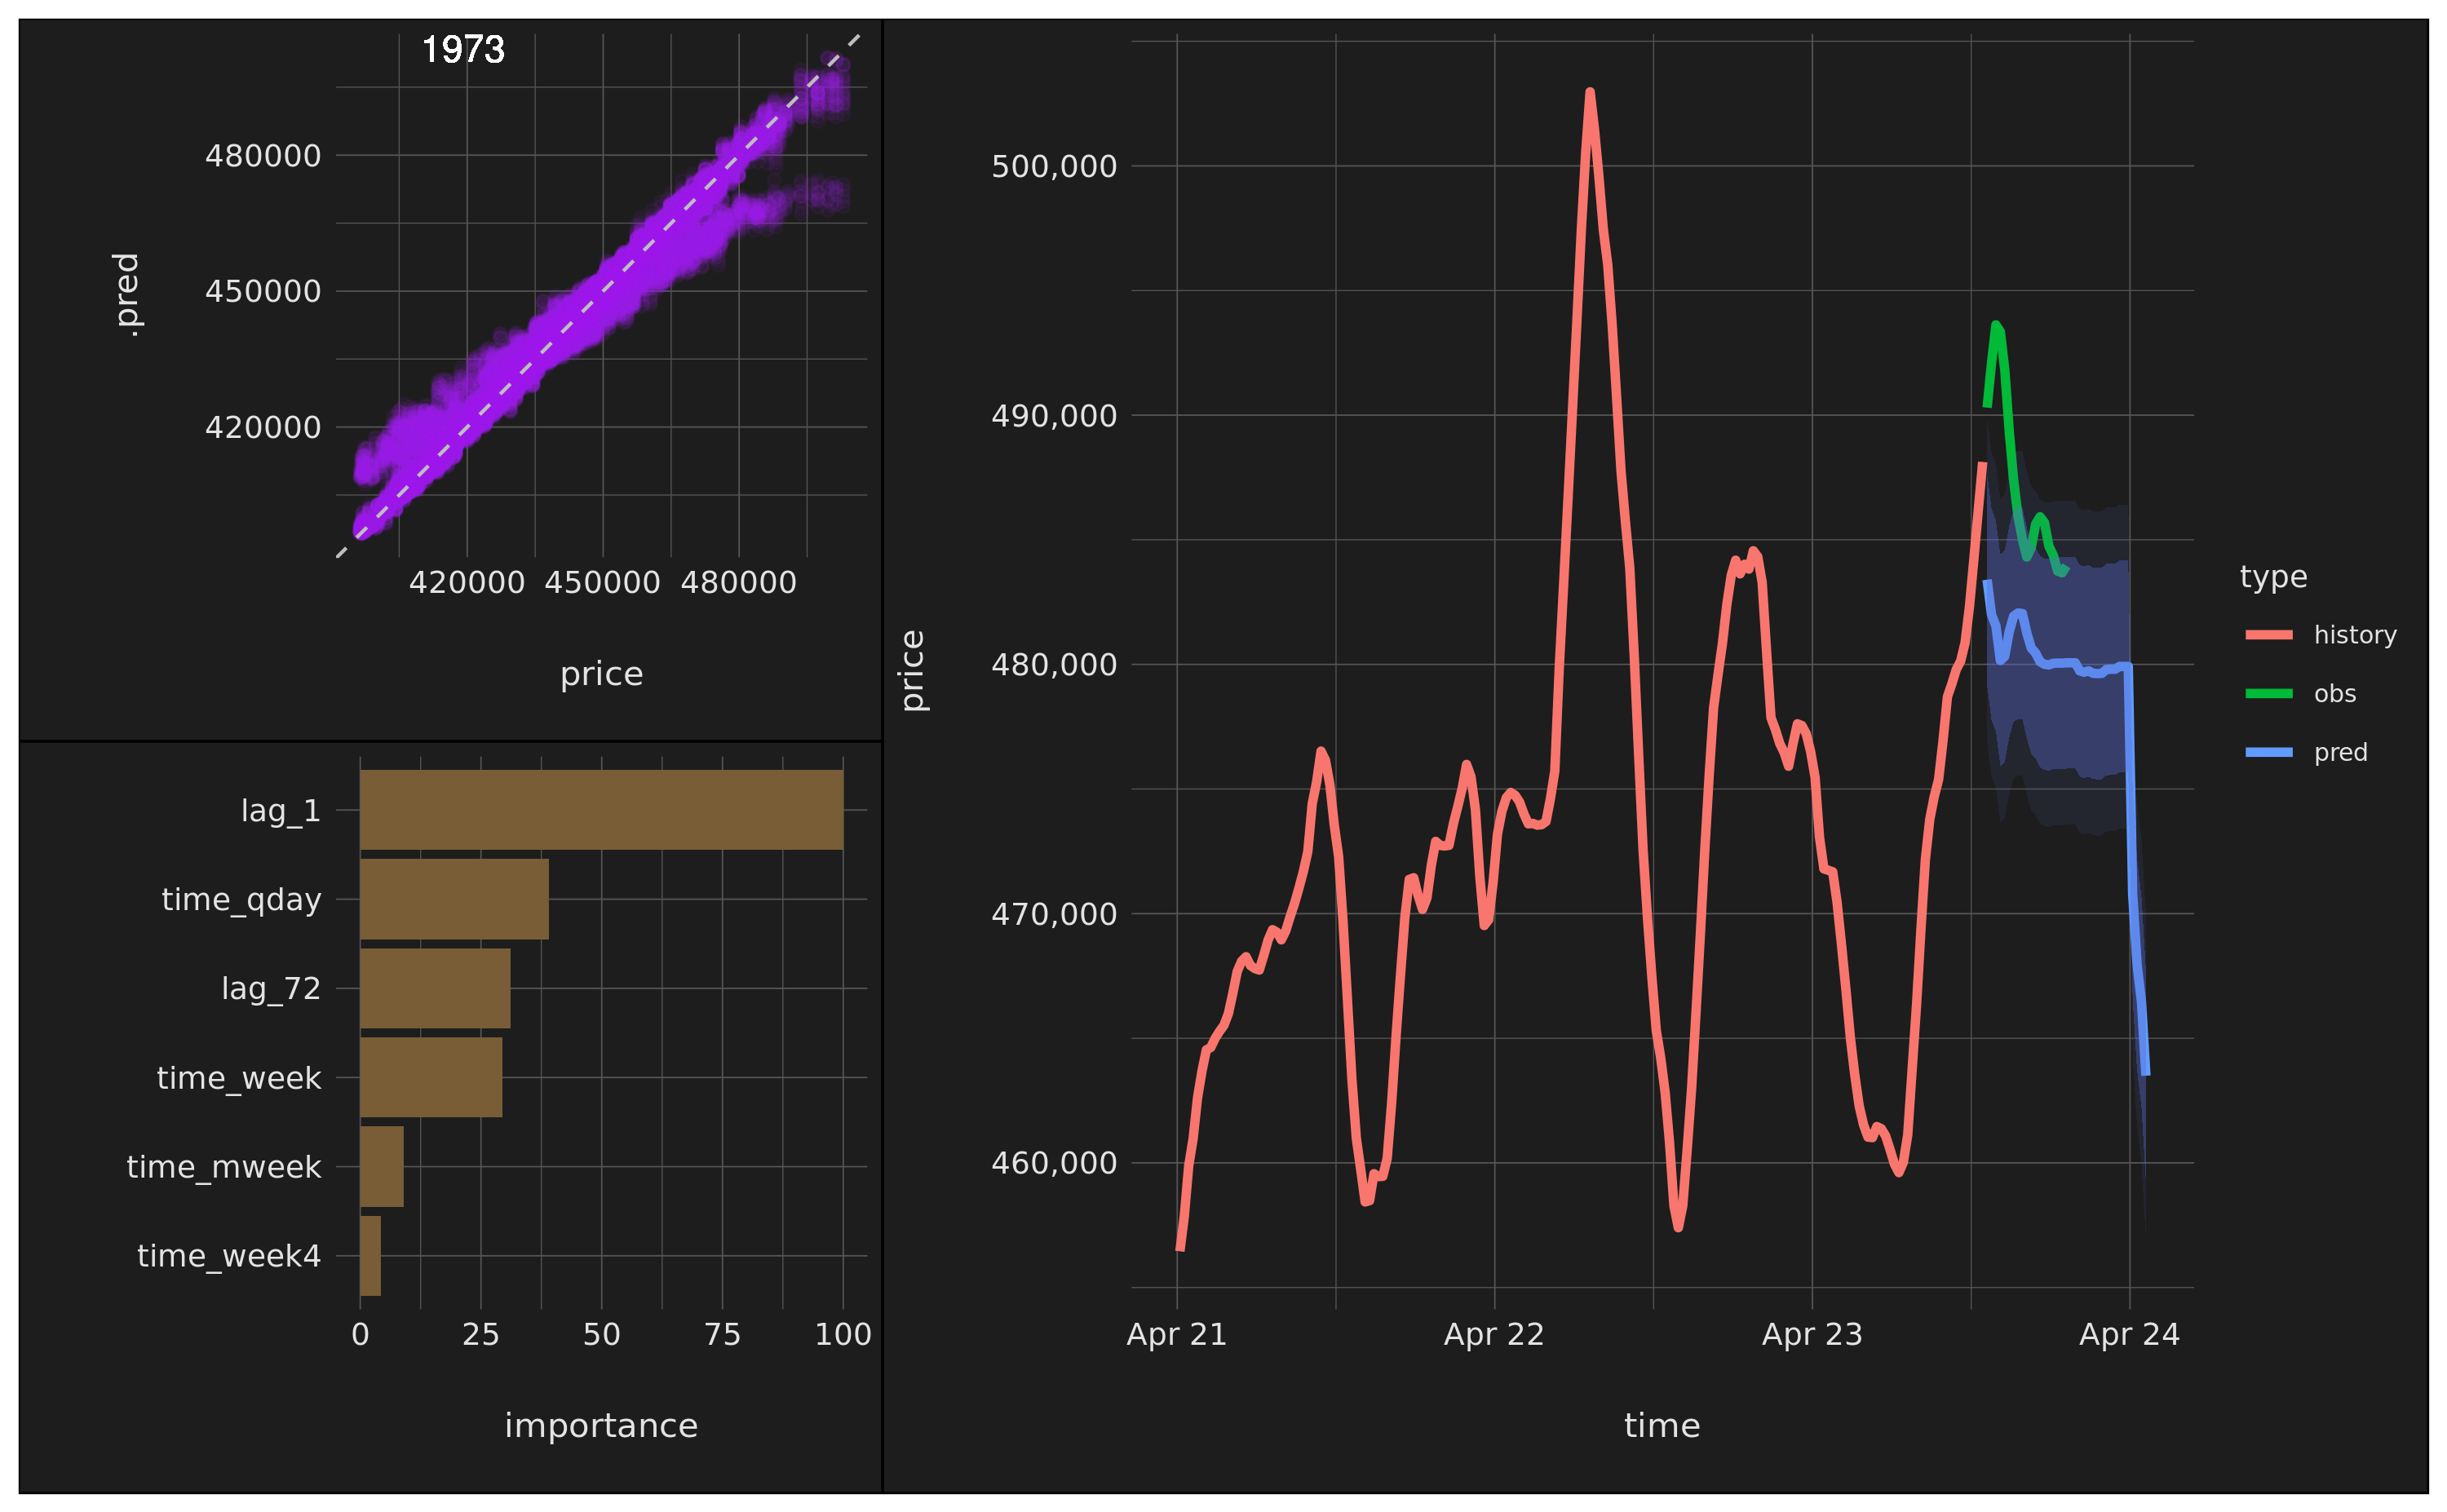 1973
480000
450000
420000
.pred
420000 450000 480000
price
lag_1
time_qday
lag_72
time_week
time_mweek
time_week4
0 25 50 75 100
importance
500,000
490,000
480,000
470,000
460,000
price
Apr 21 Apr 22 Apr 23 Apr 24
time
type
history
obs
pred